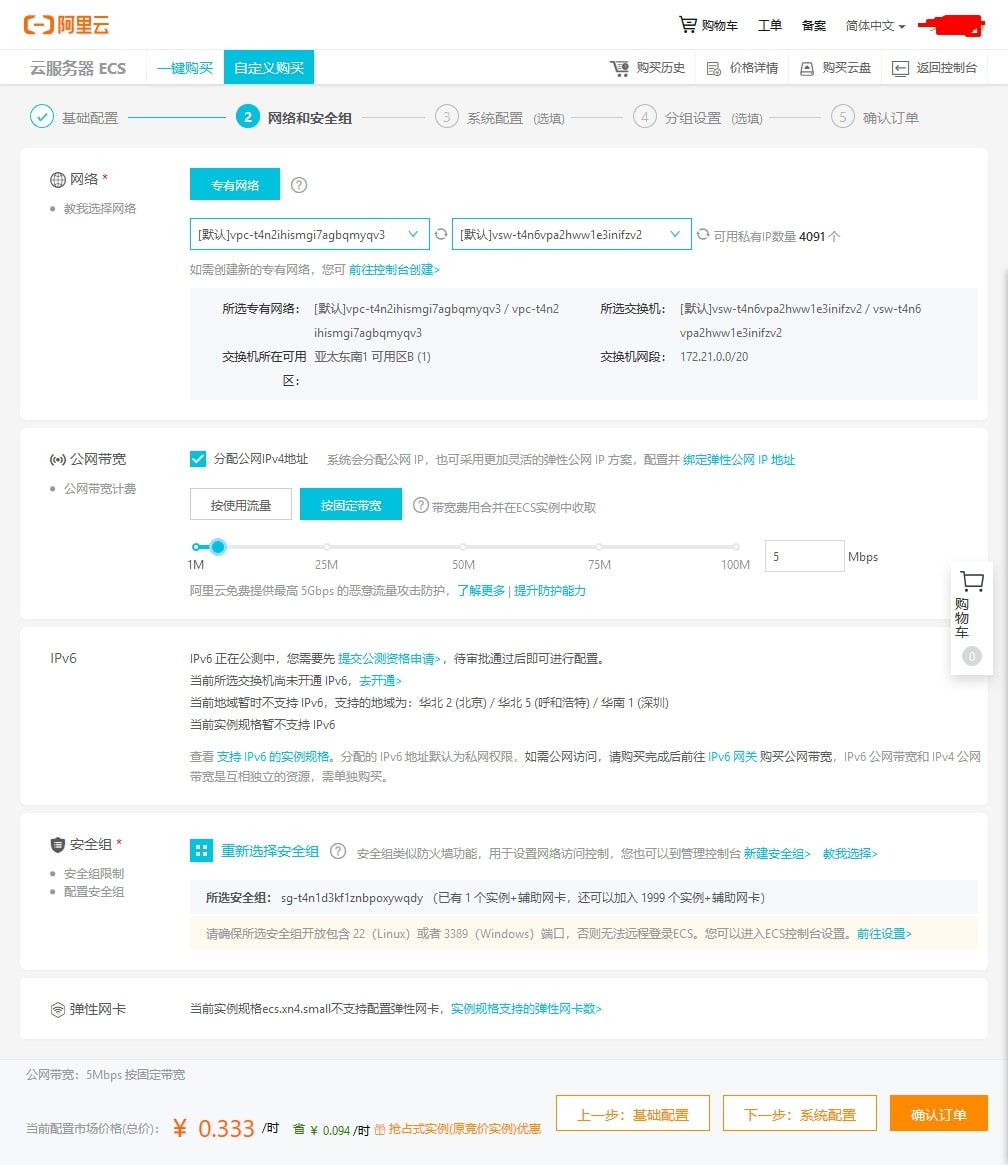 阿里云
购物车 工单 备案 简体中文
云服务器 ECS 一键购买 自定义购买 购买历史 价格详情 购买云盘 返回控制台
基础配置 2 网络和安全组 3 系统配置 (选填) 4 分组设置 (选填) 5 确认订单
网络 * 专有网络 ?
教我选择网络
[默认]vpc-t4n2ihismgi7agbqmyqv3 [默认]vsw-t4n6vpa2hww1e3inifzv2 可用私有IP数量 4091 个
如需创建新的专有网络，您可 前往控制台创建>
所选专有网络： [默认]vpc-t4n2ihismgi7agbqmyqv3 / vpc-t4n2 所选交换机： [默认]vsw-t4n6vpa2hww1e3inifzv2 / vsw-t4n6
ihismgi7agbqmyqv3 vpa2hww1e3inifzv2
交换机所在可用 亚太东南1 可用区B (1) 交换机网段： 172.21.0.0/20
区：
公网带宽 分配公网IPv4地址 系统会分配公网 IP，也可采用更加灵活的弹性公网 IP 方案，配置并 绑定弹性公网 IP 地址
公网带宽计费
按使用流量 按固定带宽 ? 带宽费用合并在ECS实例中收取
1M 25M 50M 75M 100M 5 Mbps
阿里云免费提供最高 5Gbps 的恶意流量攻击防护，了解更多 | 提升防护能力
购物车
0
IPv6 IPv6 正在公测中，您需要先 提交公测资格申请>，待审批通过后即可进行配置。
当前所选交换机尚未开通 IPv6，去开通>
当前地域暂时不支持 IPv6，支持的地域为：华北 2 (北京) / 华北 5 (呼和浩特) / 华南 1 (深圳)
当前实例规格暂不支持 IPv6
查看 支持 IPv6 的实例规格。分配的 IPv6 地址默认为私网权限，如需公网访问，请购买完成后前往 IPv6 网关 购买公网带宽，IPv6 公网带宽和 IPv4 公网
带宽是互相独立的资源，需单独购买。
安全组 * 重新选择安全组 ? 安全组类似防火墙功能，用于设置网络访问控制，您也可以到管理控制台 新建安全组> 教我选择>
安全组限制
配置安全组
所选安全组： sg-t4n1d3kf1znbpoxywqdy （已有 1 个实例+辅助网卡，还可以加入 1999 个实例+辅助网卡）
请确保所选安全组开放包含 22（Linux）或者 3389（Windows）端口，否则无法远程登录ECS。您可以进入ECS控制台设置。前往设置>
弹性网卡 当前实例规格ecs.xn4.small不支持配置弹性网卡，实例规格支持的弹性网卡数>
公网带宽：5Mbps 按固定带宽
当前配置市场价格(总价)： ¥ 0.333 /时 省 ¥ 0.094 /时 抢占式实例(原竞价实例)优惠 上一步：基础配置 下一步：系统配置 确认订单